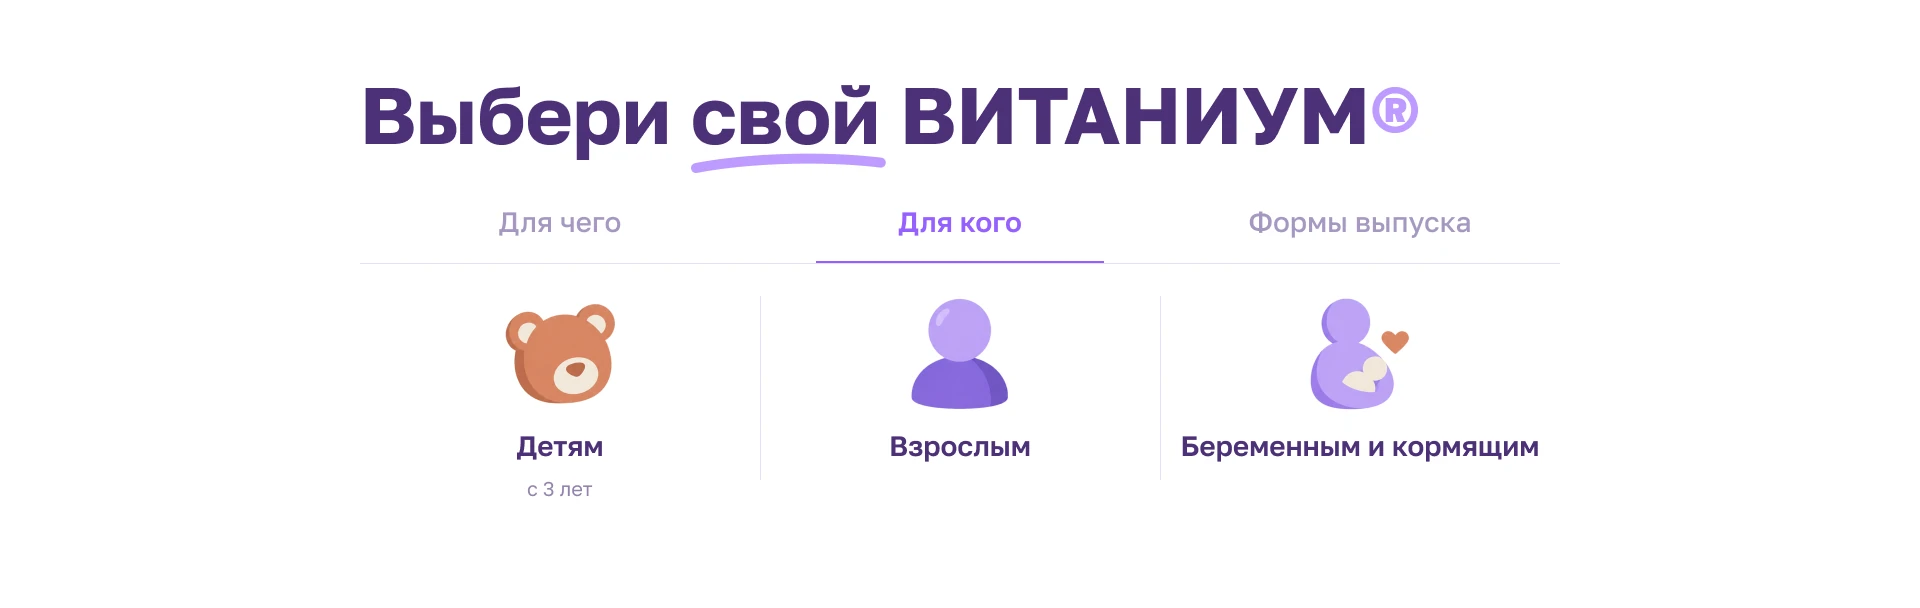 Выбери свой ВИТАНИУМ®
Для чего
Для кого
Формы выпуска
Детям
с 3 лет
Взрослым
Беременным и кормящим